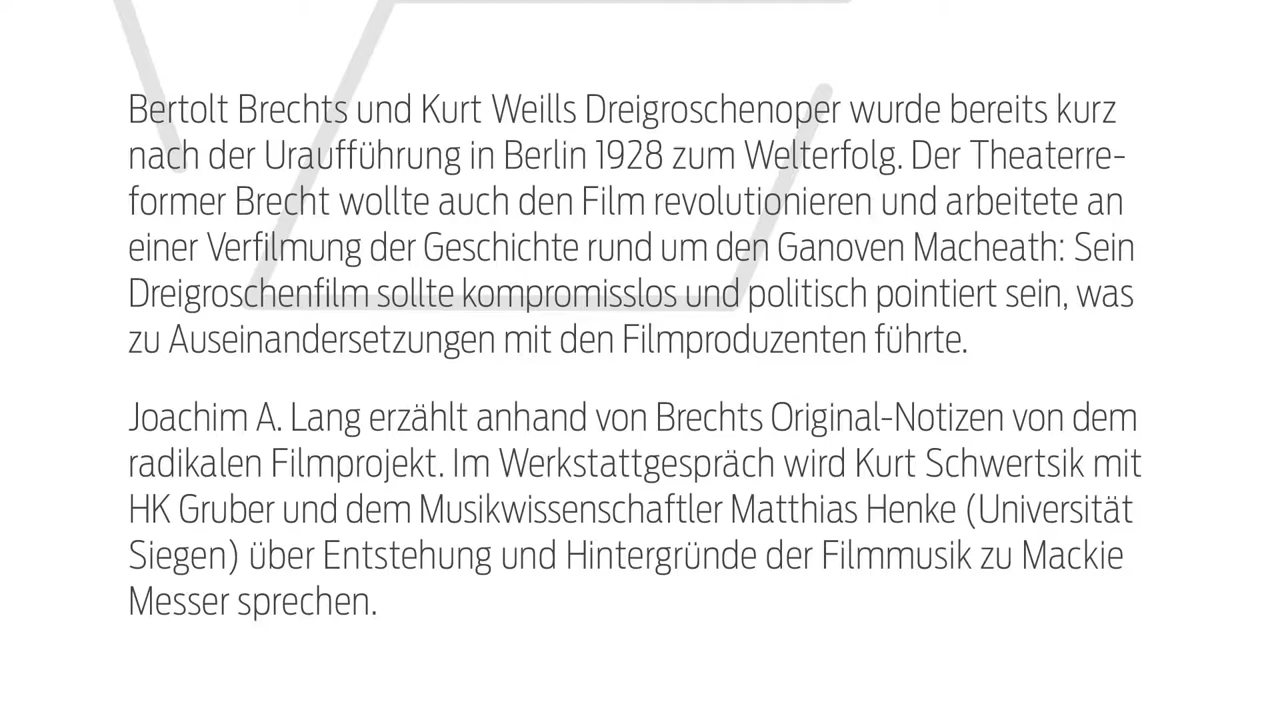 Bertolt Brechts und Kurt Weills Dreigroschenoper wurde bereits kurz
nach der Uraufführung in Berlin 1928 zum Welterfolg. Der Theaterre-
former Brecht wollte auch den Film revolutionieren und arbeitete an
einer Verfilmung der Geschichte rund um den Ganoven Macheath: Sein
Dreigroschenfilm sollte kompromisslos und politisch pointiert sein, was
zu Auseinandersetzungen mit den Filmproduzenten führte.
Joachim A. Lang erzählt anhand von Brechts Original-Notizen von dem
radikalen Filmprojekt. Im Werkstattgespräch wird Kurt Schwertsik mit
HK Gruber und dem Musikwissenschaftler Matthias Henke (Universität
Siegen) über Entstehung und Hintergründe der Filmmusik zu Mackie
Messer sprechen.